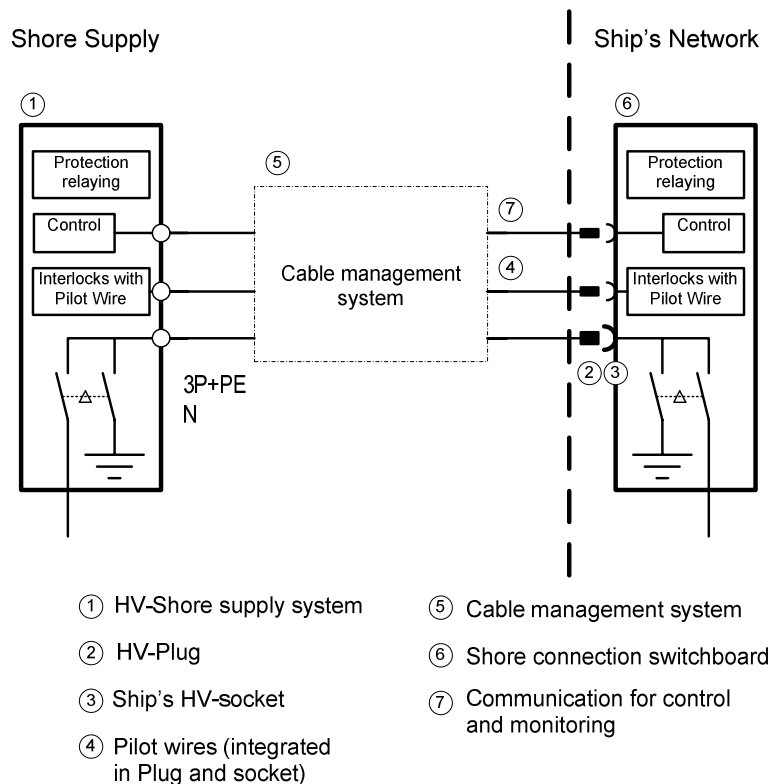 Shore Supply
Ship's Network
1
6
Protection
relaying
Control
Interlocks with
Pilot Wire
3P+PE
N
5
Cable management
system
7
4
2 3
Protection
relaying
Control
Interlocks with
Pilot Wire
1 HV-Shore supply system
2 HV-Plug
3 Ship's HV-socket
4 Pilot wires (integrated
in Plug and socket)
5 Cable management system
6 Shore connection switchboard
7 Communication for control
and monitoring